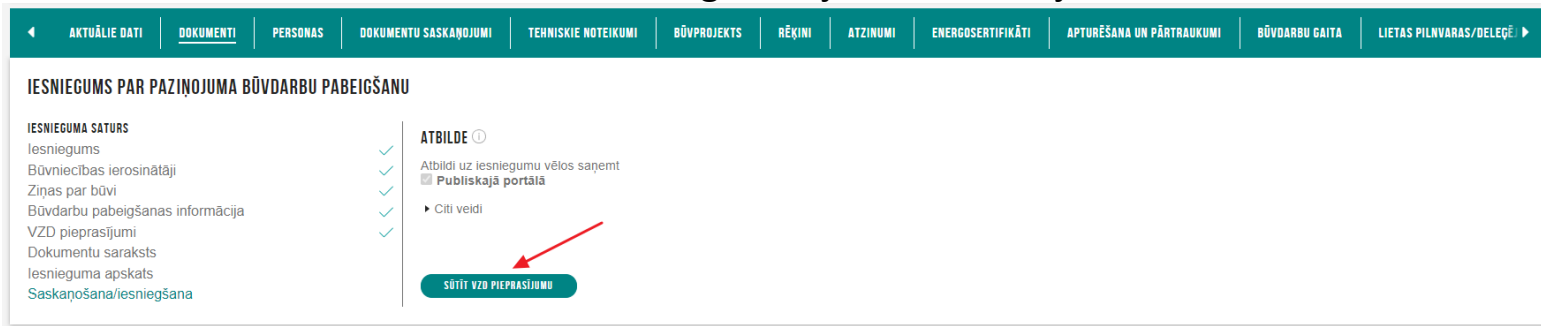 AKTUĀLIE DATI DOKUMENTI PERSONAS DOKUMENTU SASKAŅOJUMI TEHNISKIE NOTEIKUMI BŪVPROJEKTS RĒĶINI ATZINUMI ENERGOSERTIFIKĀTI APTURĒŠANA UN PĀRTRAUKUMI BŪVDARBU GAITA LIETAS PILNVARAS/DELEĢĒJ
IESNIEGUMS PAR PAZIŅOJUMA BŪVDARBU PABEIGŠANU
IESNIEGUMA SATURS
Iesniegums
Būvniecības ierosinātāji
Ziņas par būvi
Būvdarbu pabeigšanas informācija
VZD pieprasījumi
Dokumentu saraksts
Iesnieguma apskats
Saskaņošana/iesniegšana
ATBILDE
Atbildi uz iesniegumu vēlos saņemt
Publiskajā portālā
Citi veidi
SŪTĪT VZD PIEPRASĪJUMU